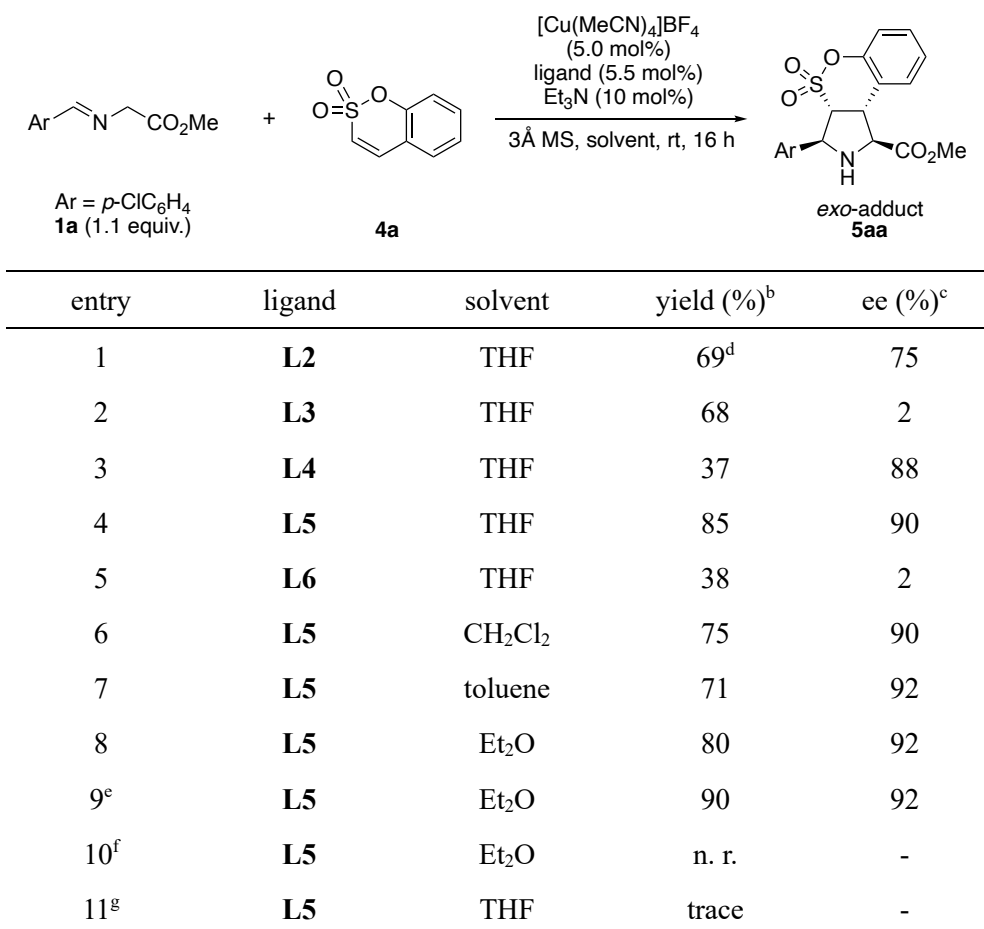 [Cu(MeCN)4]BF4
(5.0 mol%)
ligand (5.5 mol%)
Et3N (10 mol%)
3Å MS, solvent, rt, 16 h
Ar N CO2Me
+
O O S O
Ar = p-ClC6H4
1a (1.1 equiv.)
4a
O O S O
Ar N H CO2Me
exo-adduct
5aa
entry ligand solvent yield (%)b ee (%)c
1 L2 THF 69d 75
2 L3 THF 68 2
3 L4 THF 37 88
4 L5 THF 85 90
5 L6 THF 38 2
6 L5 CH2Cl2 75 90
7 L5 toluene 71 92
8 L5 Et2O 80 92
9e L5 Et2O 90 92
10f L5 Et2O n. r. -
11g L5 THF trace -